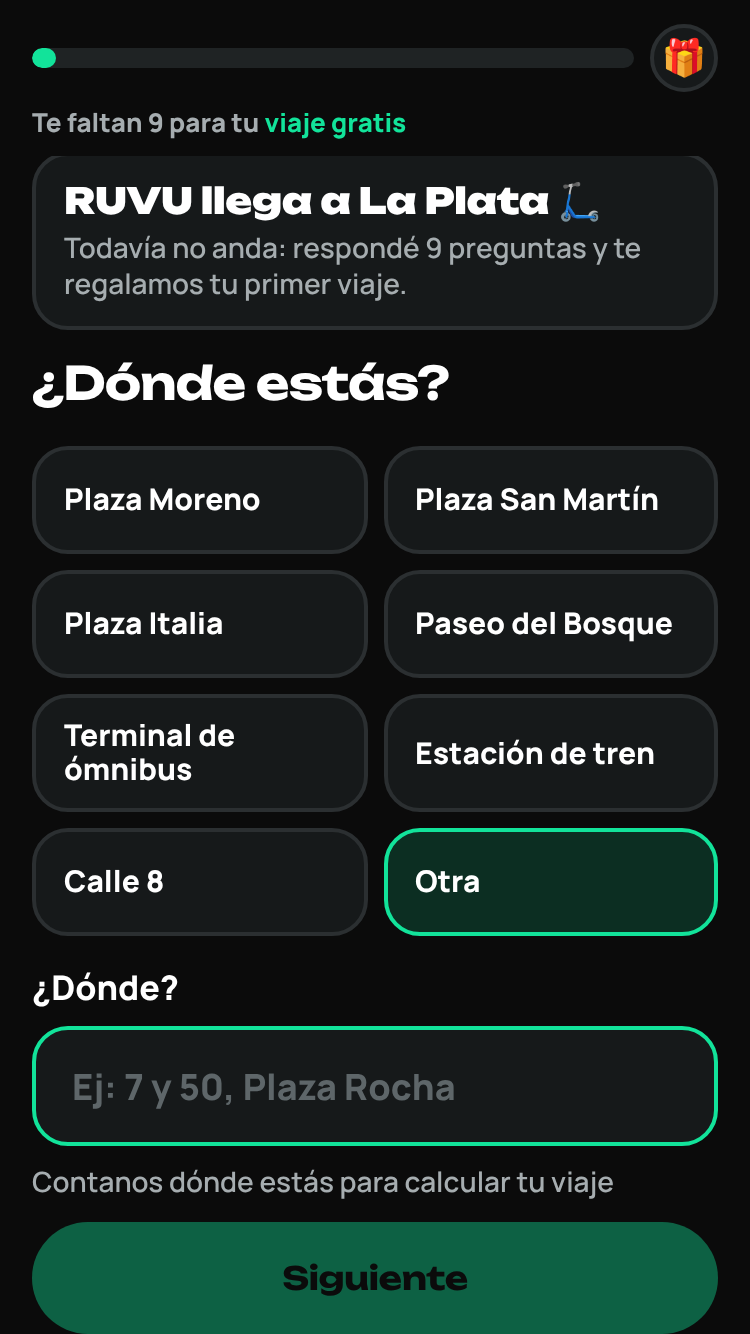 Te faltan 9 para tu viaje gratis
RUVU llega a La Plata
Todavía no anda: respondé 9 preguntas y te
regalamos tu primer viaje.
¿Dónde estás?
Plaza Moreno
Plaza San Martín
Plaza Italia
Paseo del Bosque
Terminal de
ómnibus
Estación de tren
Calle 8
Otra
¿Dónde?
Ej: 7 y 50, Plaza Rocha
Contanos dónde estás para calcular tu viaje
Siguiente